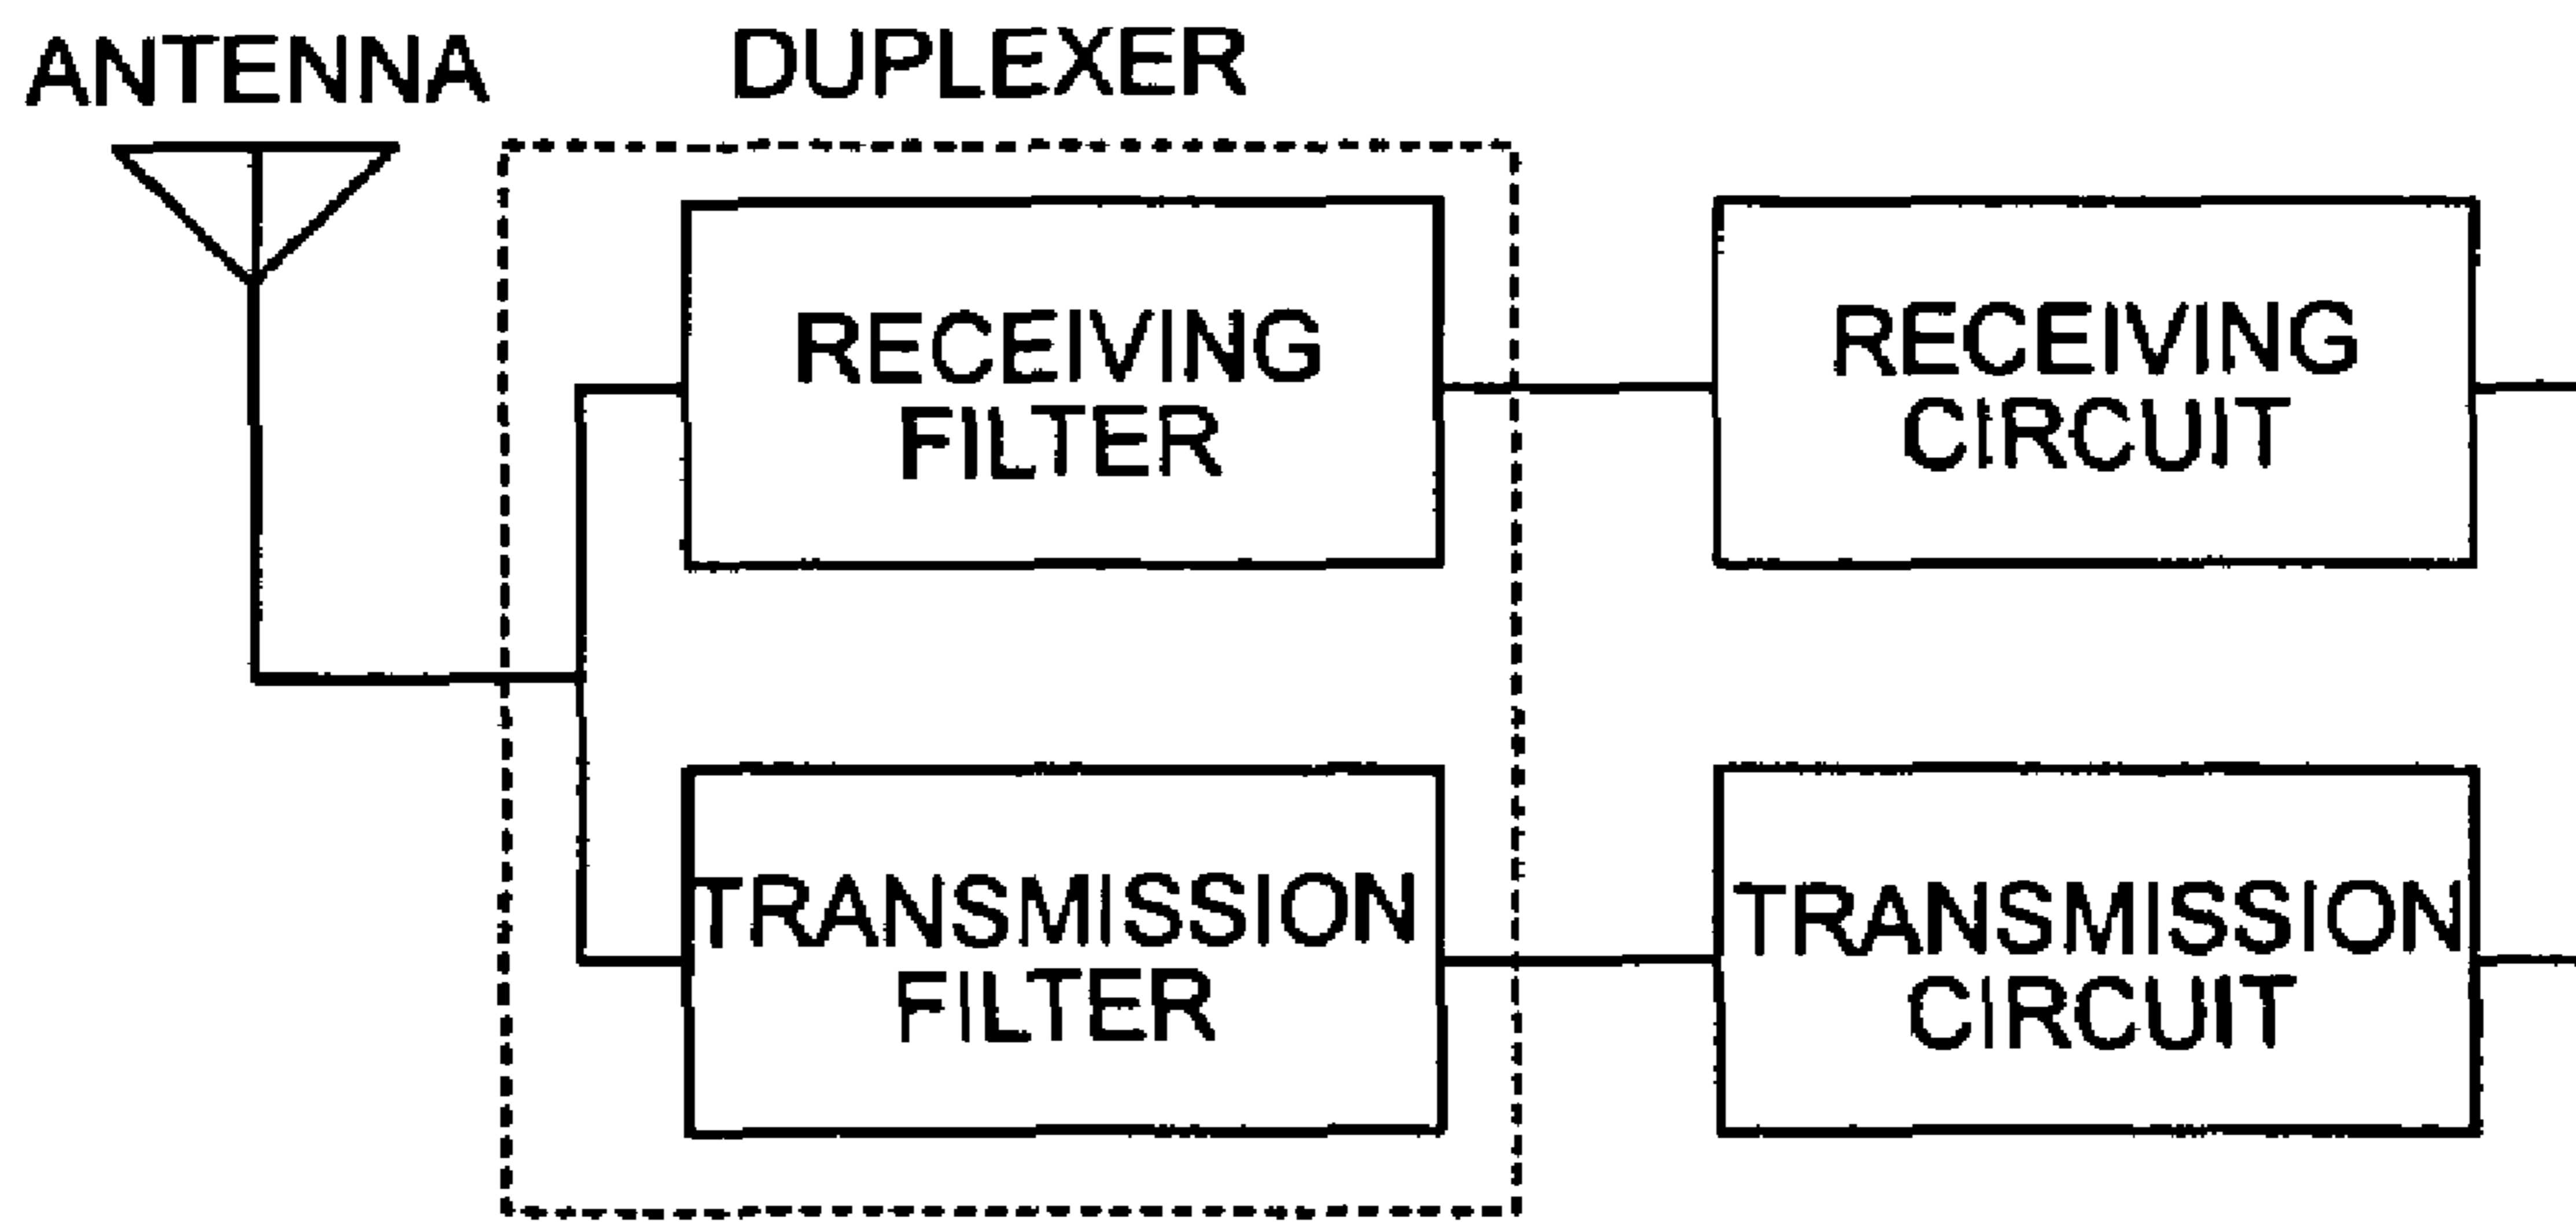 ANTENNA
DUPLEXER
RECEIVING
FILTER
RECEIVING
CIRCUIT
TRANSMISSION
FILTER
TRANSMISSION
CIRCUIT